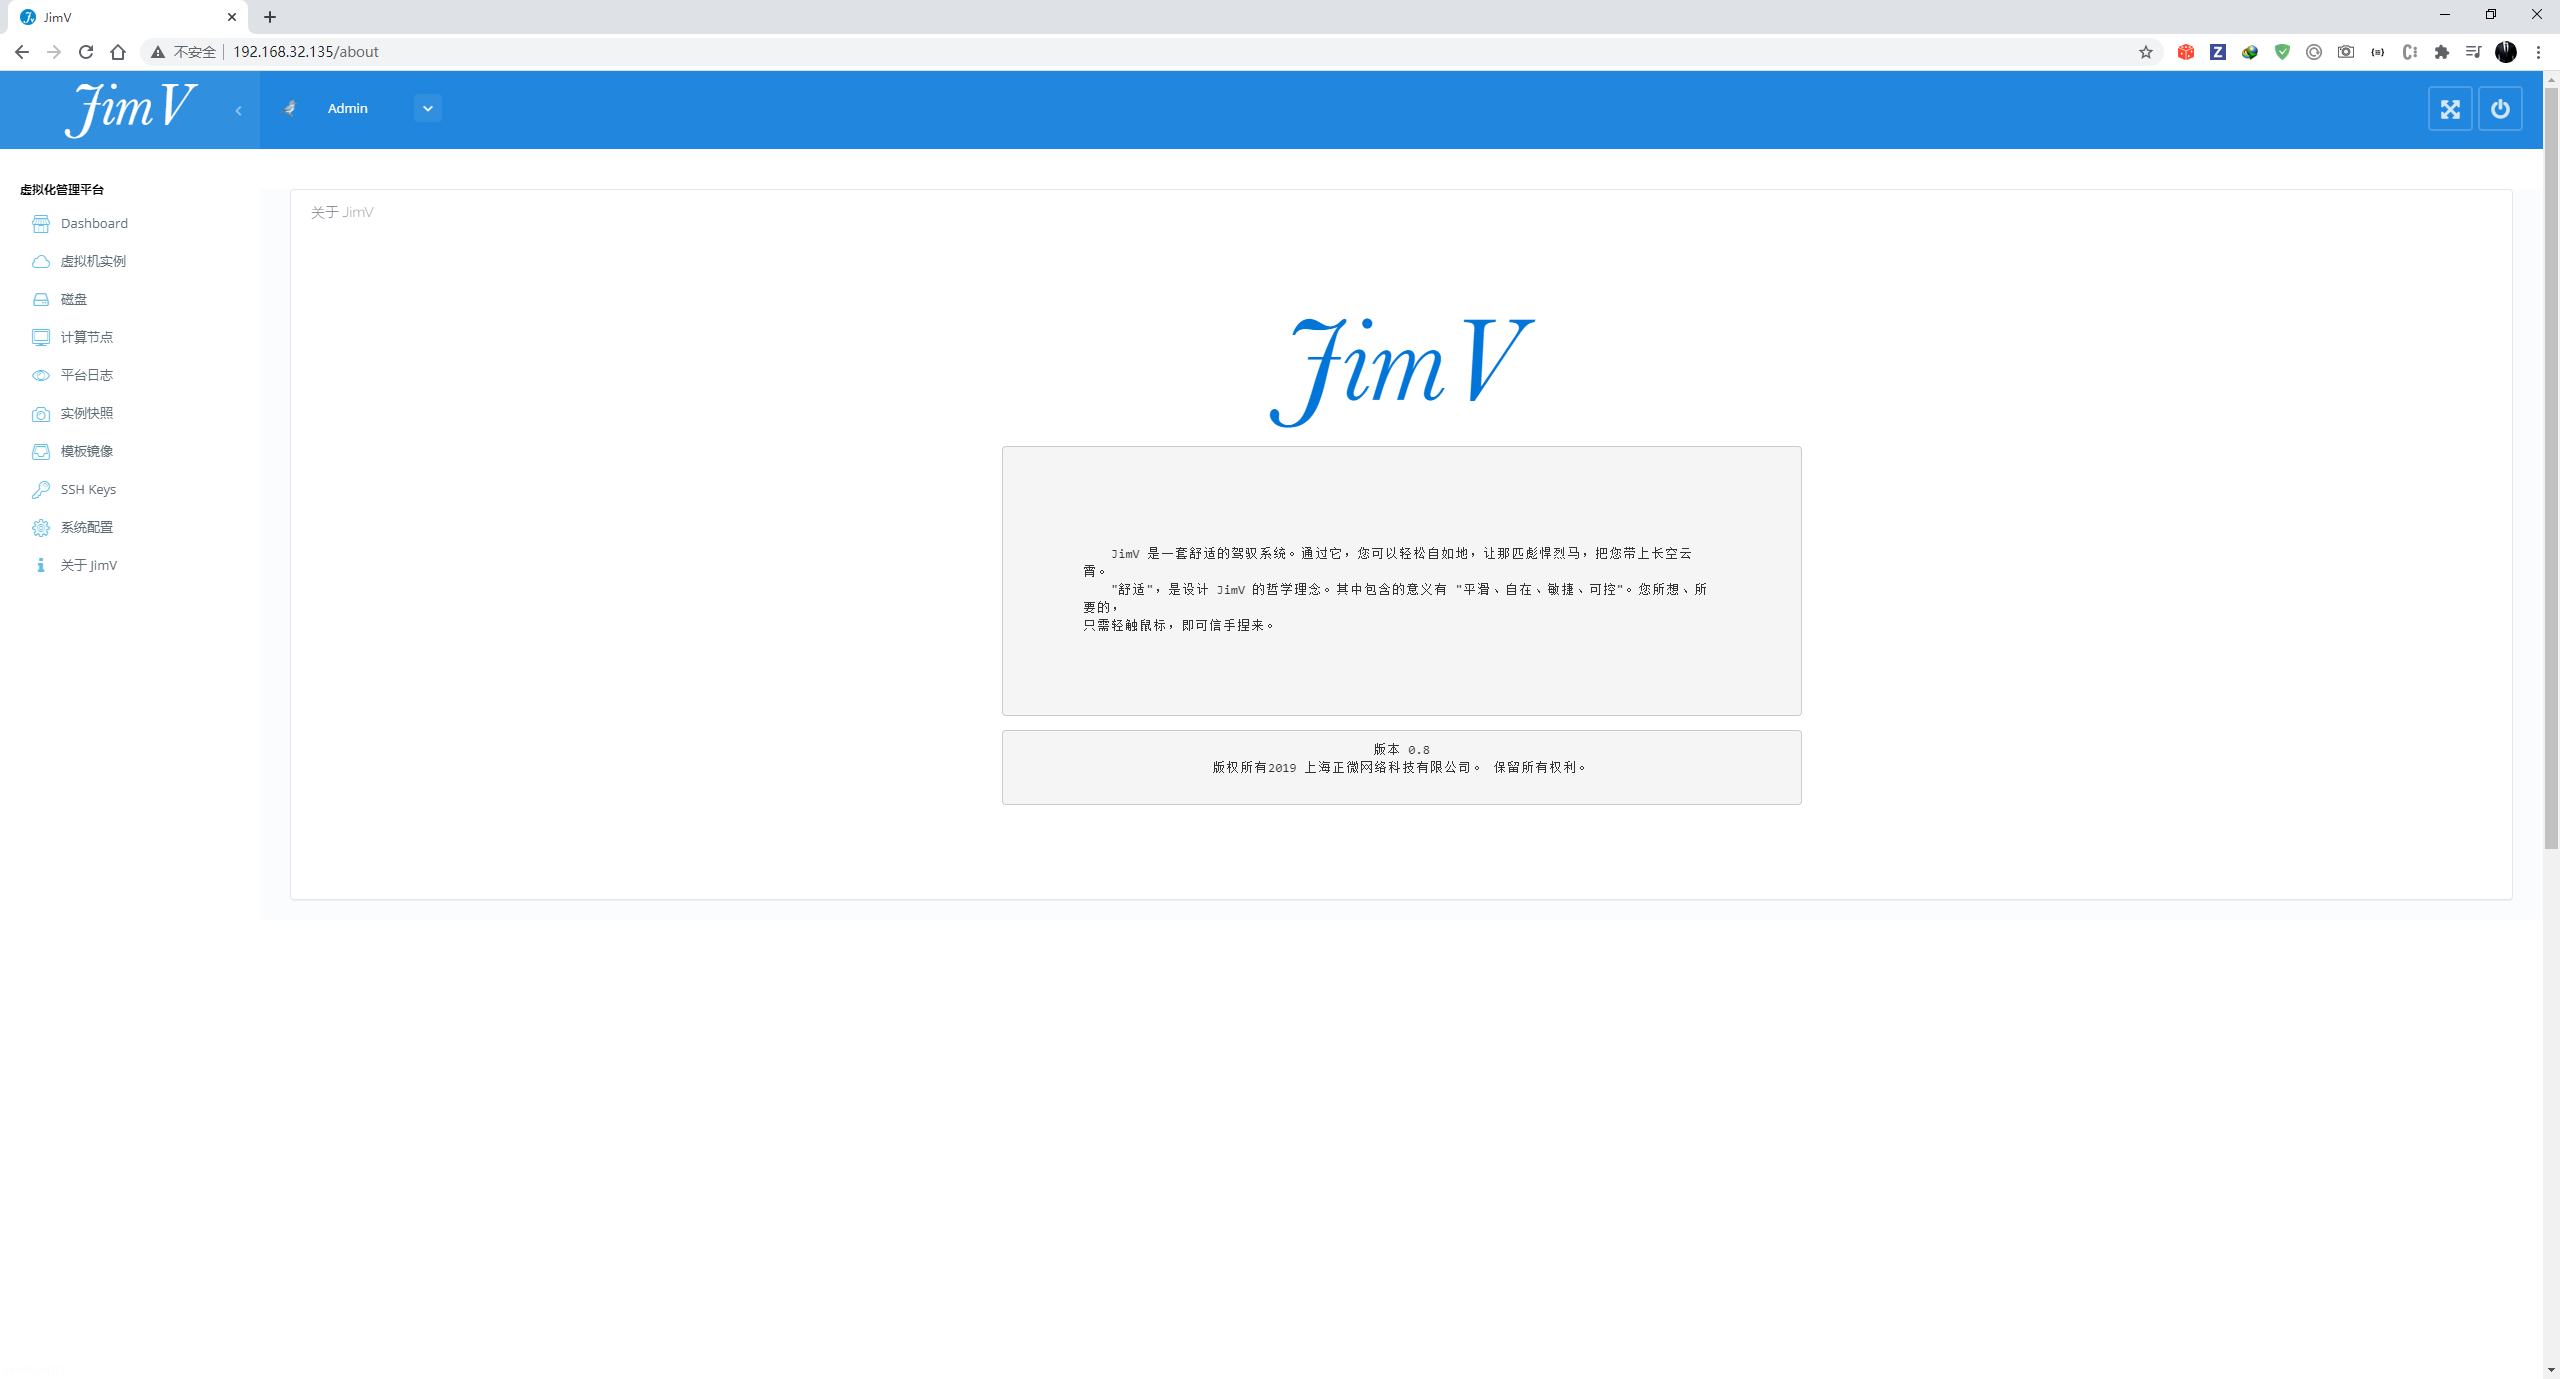 JimV
不安全
192.168.32.135/about
JimV
Admin
虚拟化管理平台
Dashboard
虚拟机实例
磁盘
计算节点
平台日志
实例快照
模板镜像
SSH Keys
系统配置
关于 JimV
关于 JimV
JimV
JimV 是一套舒适的驾驭系统。通过它，您可以轻松自如地，让那匹彪悍烈马，把您带上长空云
霄。
"舒适"，是设计 JimV 的哲学理念。其中包含的意义有 "平滑、自在、敏捷、可控"。您所想、所
要的，
只需轻触鼠标，即可信手捏来。
版本 0.8
版权所有2019 上海正微网络科技有限公司。 保留所有权利。